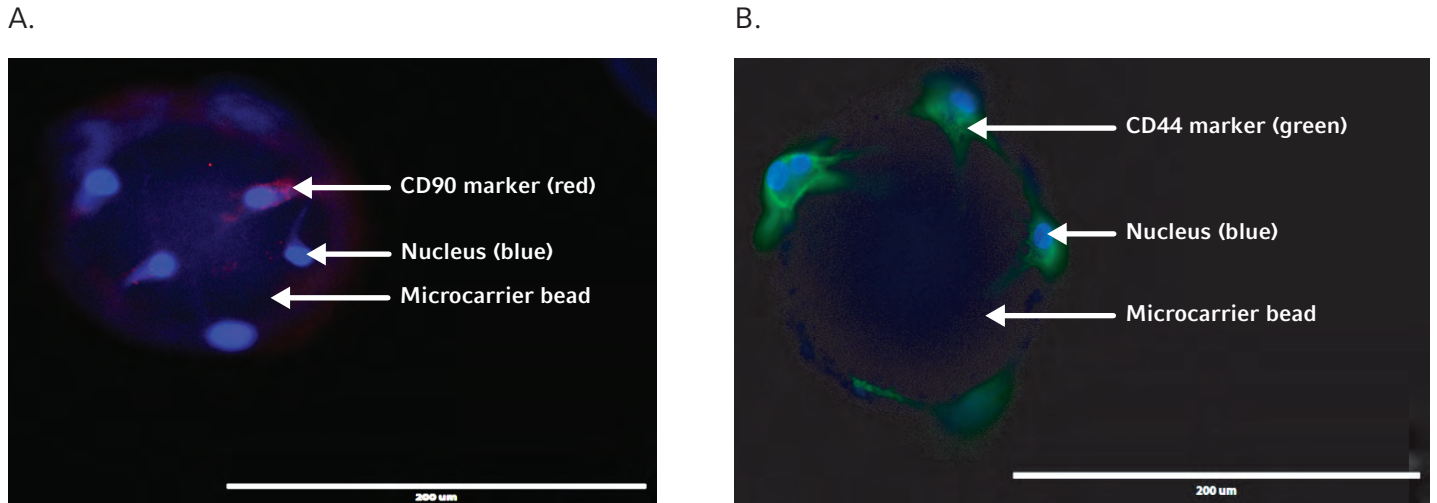 A.
B.
CD90 marker (red)
Nucleus (blue)
Microcarrier bead
200 um
CD44 marker (green)
Nucleus (blue)
Microcarrier bead
200 um